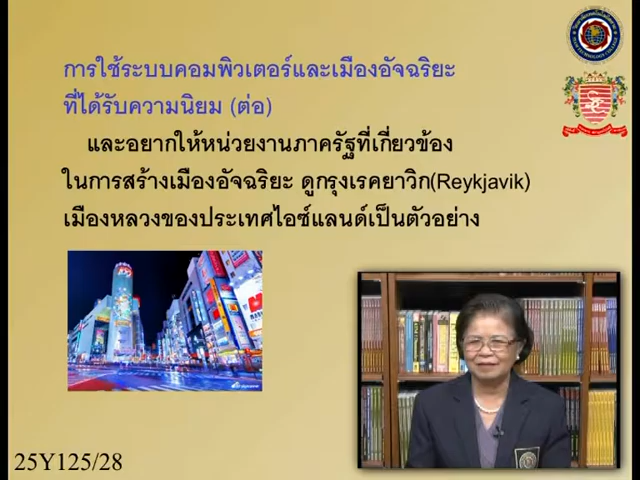 การใช้ระบบคอมพิวเตอร์และเมืองอัจฉริยะ
ที่ได้รับความนิยม (ต่อ)
และอยากให้หน่วยงานภาครัฐที่เกี่ยวข้อง
ในการสร้างเมืองอัจฉริยะ ดูกรุงเรคยาวิก(Reykjavik)
เมืองหลวงของประเทศไอซ์แลนด์เป็นตัวอย่าง
25Y125/28